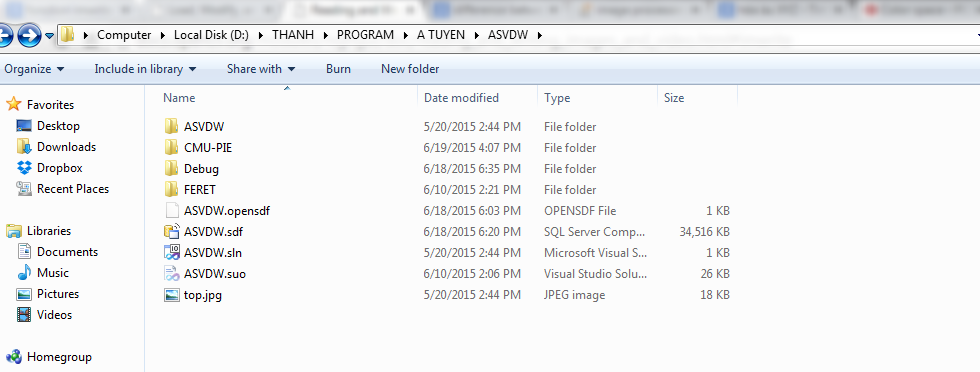 Computer Local Disk (D:) THANH PROGRAM A TUYEN ASVDW
Organize Include in library Share with Burn New folder
Name Date modified Type Size
Favorites
Desktop
Downloads
Dropbox
Recent Places
Libraries
Documents
Music
Pictures
Videos
Homegroup
ASVDW 5/20/2015 2:44 PM File folder
CMU-PIE 6/19/2015 4:07 PM File folder
Debug 6/18/2015 6:35 PM File folder
FERET 6/10/2015 2:21 PM File folder
ASVDW.opensdf 6/18/2015 6:03 PM OPENSDF File 1 KB
ASVDW.sdf 6/18/2015 6:20 PM SQL Server Comp... 34,516 KB
ASVDW.sln 5/20/2015 2:44 PM Microsoft Visual S... 1 KB
ASVDW.suo 6/10/2015 2:06 PM Visual Studio Solu... 26 KB
top.jpg 5/20/2015 2:44 PM JPEG image 18 KB